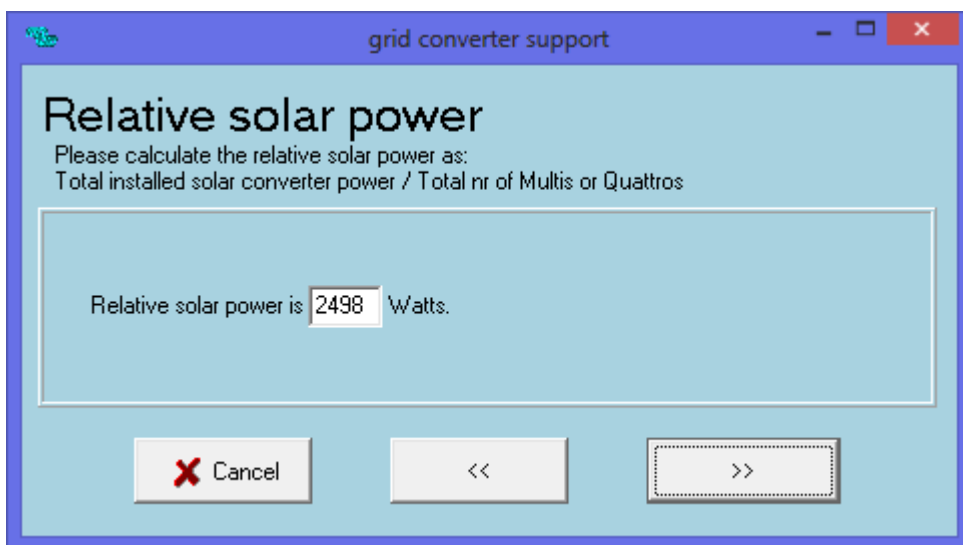 grid converter support
Relative solar power
Please calculate the relative solar power as:
Total installed solar converter power / Total nr of Multis or Quattros
Relative solar power is 2498 Watts.
Cancel << >>